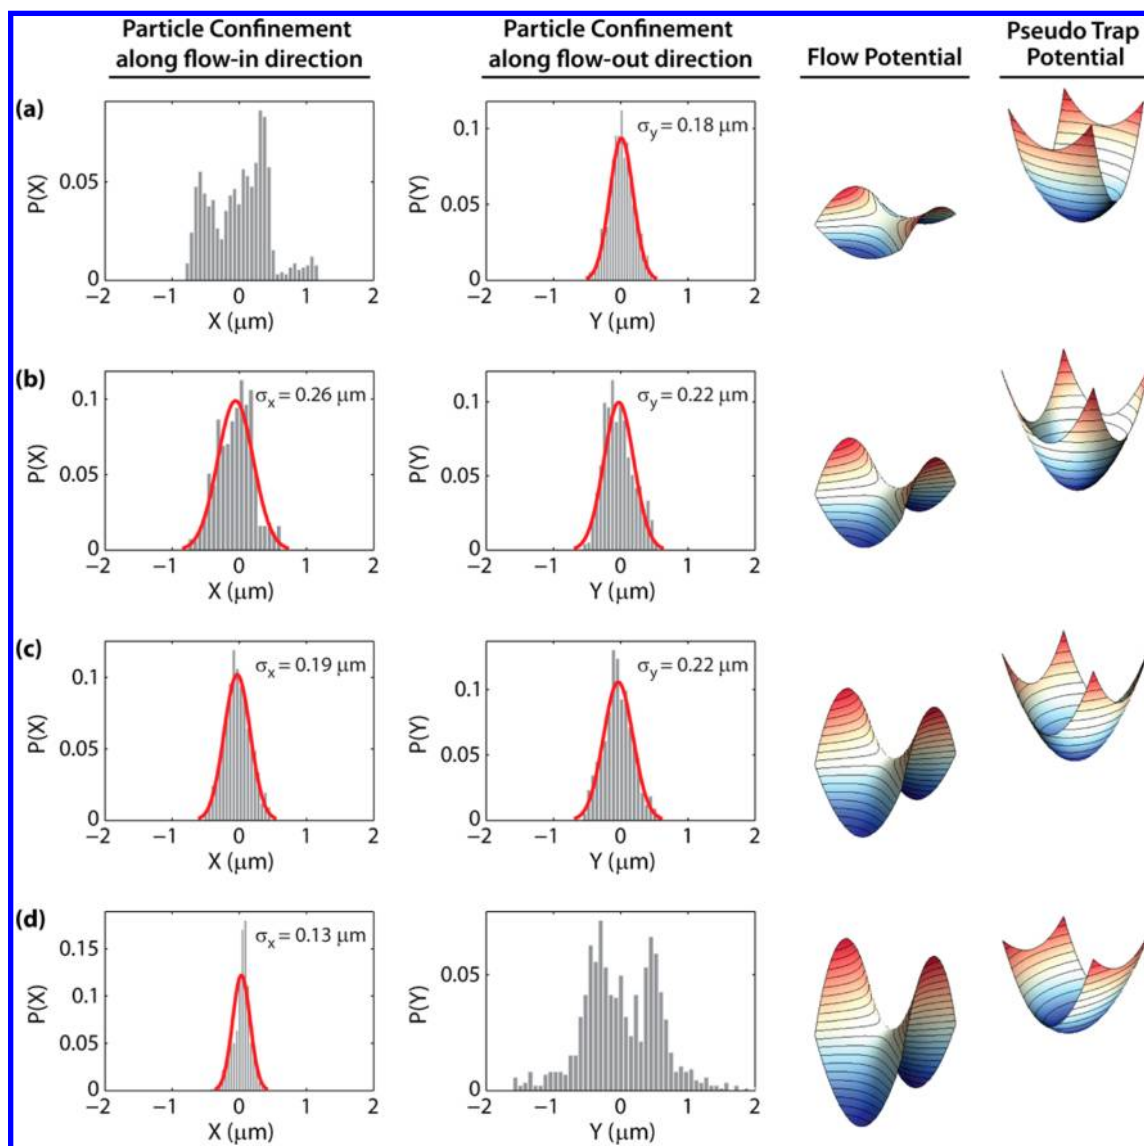 Particle Confinement
along flow-in direction
Particle Confinement
along flow-out direction
Flow Potential
Pseudo Trap
Potential
(a)
P(X)
0.05
0
−2 −1 0 1 2
X (μm)
P(Y)
0.1
0.05
0
σy = 0.18 μm
−2 −1 0 1 2
Y (μm)
(b)
P(X)
0.1
0.05
0
σx = 0.26 μm
−2 −1 0 1 2
X (μm)
P(Y)
0.1
0.05
0
σy = 0.22 μm
−2 −1 0 1 2
Y (μm)
(c)
P(X)
0.1
0.05
0
σx = 0.19 μm
−2 −1 0 1 2
X (μm)
P(Y)
0.1
0.05
0
σy = 0.22 μm
−2 −1 0 1 2
Y (μm)
(d)
P(X)
0.15
0.1
0.05
0
σx = 0.13 μm
−2 −1 0 1 2
X (μm)
P(Y)
0.05
0
−2 −1 0 1 2
Y (μm)